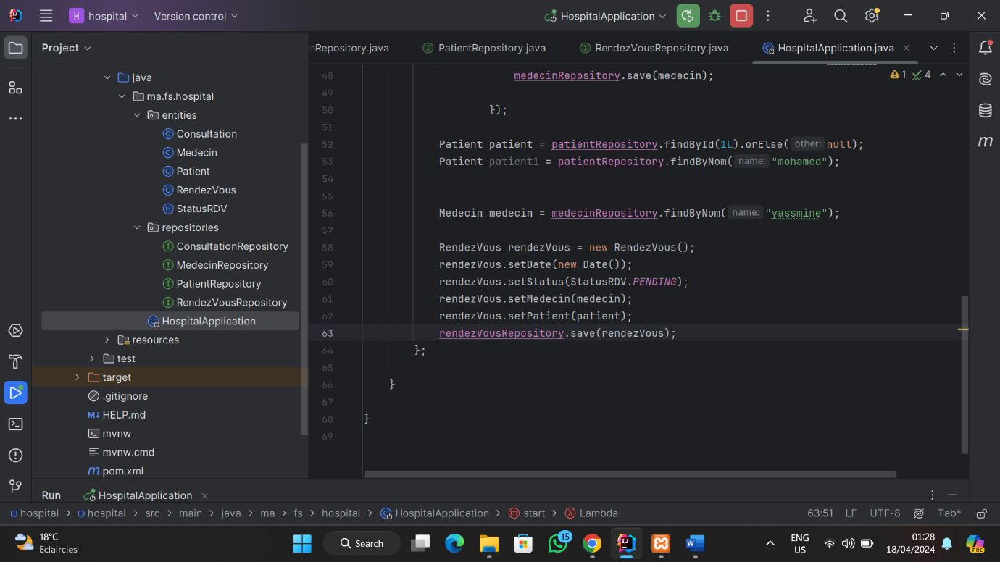 H hospital Version control HospitalApplication
Project
nRepository.java PatientRepository.java RendezVousRepository.java HospitalApplication.java
java
ma.fs.hospital
entities
Consultation
Medecin
Patient
RendezVous
StatusRDV
repositories
ConsultationRepository
MedecinRepository
PatientRepository
RendezVousRepository
HospitalApplication
resources
test
target
.gitignore
HELP.md
mvnw
mvnw.cmd
pom.xml
1 4
48 medecinRepository.save(medecin);
49
50 });
51
52 Patient patient = patientRepository.findById(1L).orElse( other: null);
53 Patient patient1 = patientRepository.findByNom( name: "mohamed");
54
55
56 Medecin medecin = medecinRepository.findByNom( name: "yassmine");
57
58 RendezVous rendezVous = new RendezVous();
59 rendezVous.setDate(new Date());
60 rendezVous.setStatus(StatusRDV.PENDING);
61 rendezVous.setMedecin(medecin);
62 rendezVous.setPatient(patient);
63 rendezVousRepository.save(rendezVous);
64 };
65
66 }
67
68 }
69
Run HospitalApplication
hospital > hospital > src > main > java > ma > fs > hospital > HospitalApplication > start > Lambda 63:51 LF UTF-8 Tab*
18°C
Eclaircies
Search
15
ENG
US
01:28
18/04/2024
PRE